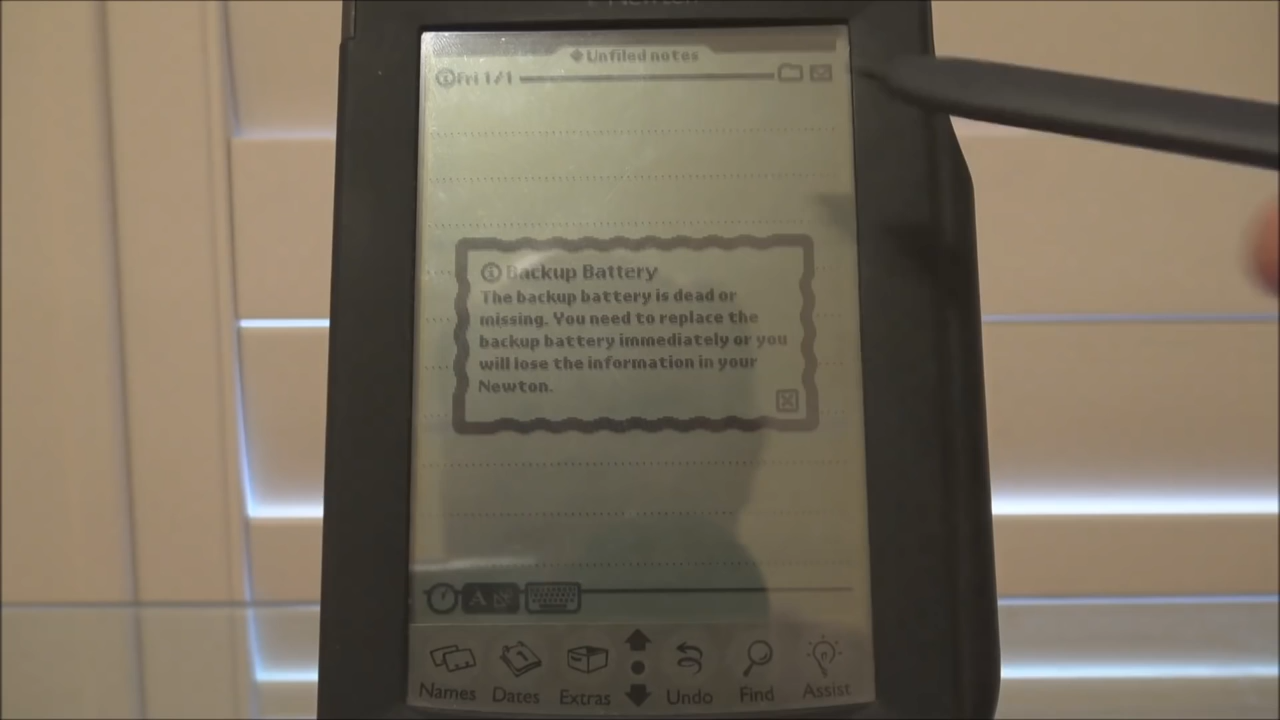 Newton
Unfiled notes
Fri 1/1
Backup Battery
The backup battery is dead or
missing. You need to replace the
backup battery immediately or you
will lose the information in your
Newton.
A
Names Dates Extras Undo Find Assist